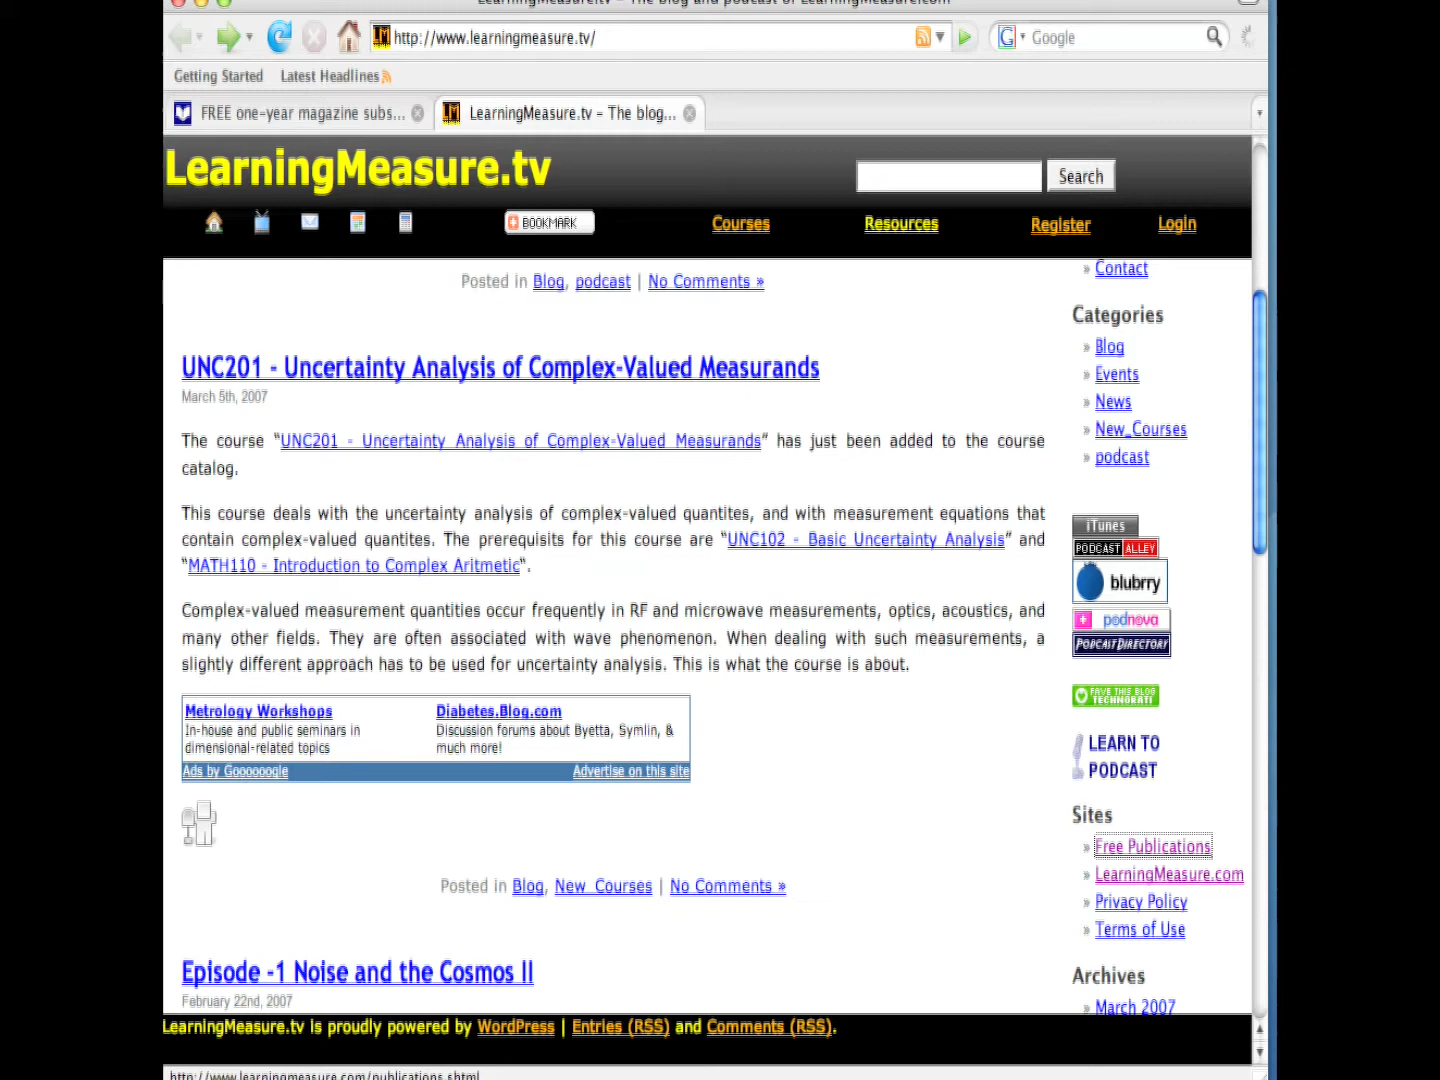 LearningMeasure.tv – The blog and podcast of LearningMeasure.com
http://www.learningmeasure.tv/
Google
Getting Started Latest Headlines
FREE one-year magazine subs... LearningMeasure.tv – The blog...
LearningMeasure.tv
Search
BOOKMARK Courses Resources Register Login
Posted in Blog, podcast | No Comments »
» Contact
Categories
» Blog
» Events
» News
» New_Courses
» podcast
UNC201 - Uncertainty Analysis of Complex-Valued Measurands
March 5th, 2007
The course “UNC201 - Uncertainty Analysis of Complex-Valued Measurands” has just been added to the course
catalog.
This course deals with the uncertainty analysis of complex-valued quantites, and with measurement equations that
contain complex-valued quantites. The prerequisits for this course are “UNC102 - Basic Uncertainty Analysis” and
“MATH110 - Introduction to Complex Aritmetic“.
Complex-valued measurement quantities occur frequently in RF and microwave measurements, optics, acoustics, and
many other fields. They are often associated with wave phenomenon. When dealing with such measurements, a
slightly different approach has to be used for uncertainty analysis. This is what the course is about.
iTunes
PODCAST ALLEY
blubrry
podnova
PODCASTDIRECTORY
FAVE THIS BLOG
TECHNORATI
LEARN TO
PODCAST
Metrology Workshops
In-house and public seminars in
dimensional-related topics
Diabetes.Blog.com
Discussion forums about Byetta, Symlin, &
much more!
Ads by Goooooogle Advertise on this site
Posted in Blog, New_Courses | No Comments »
Sites
» Free Publications
» LearningMeasure.com
» Privacy Policy
» Terms of Use
Archives
» March 2007
Episode -1 Noise and the Cosmos II
February 22nd, 2007
LearningMeasure.tv is proudly powered by WordPress | Entries (RSS) and Comments (RSS).
http://www.learningmeasure.com/publications.shtml